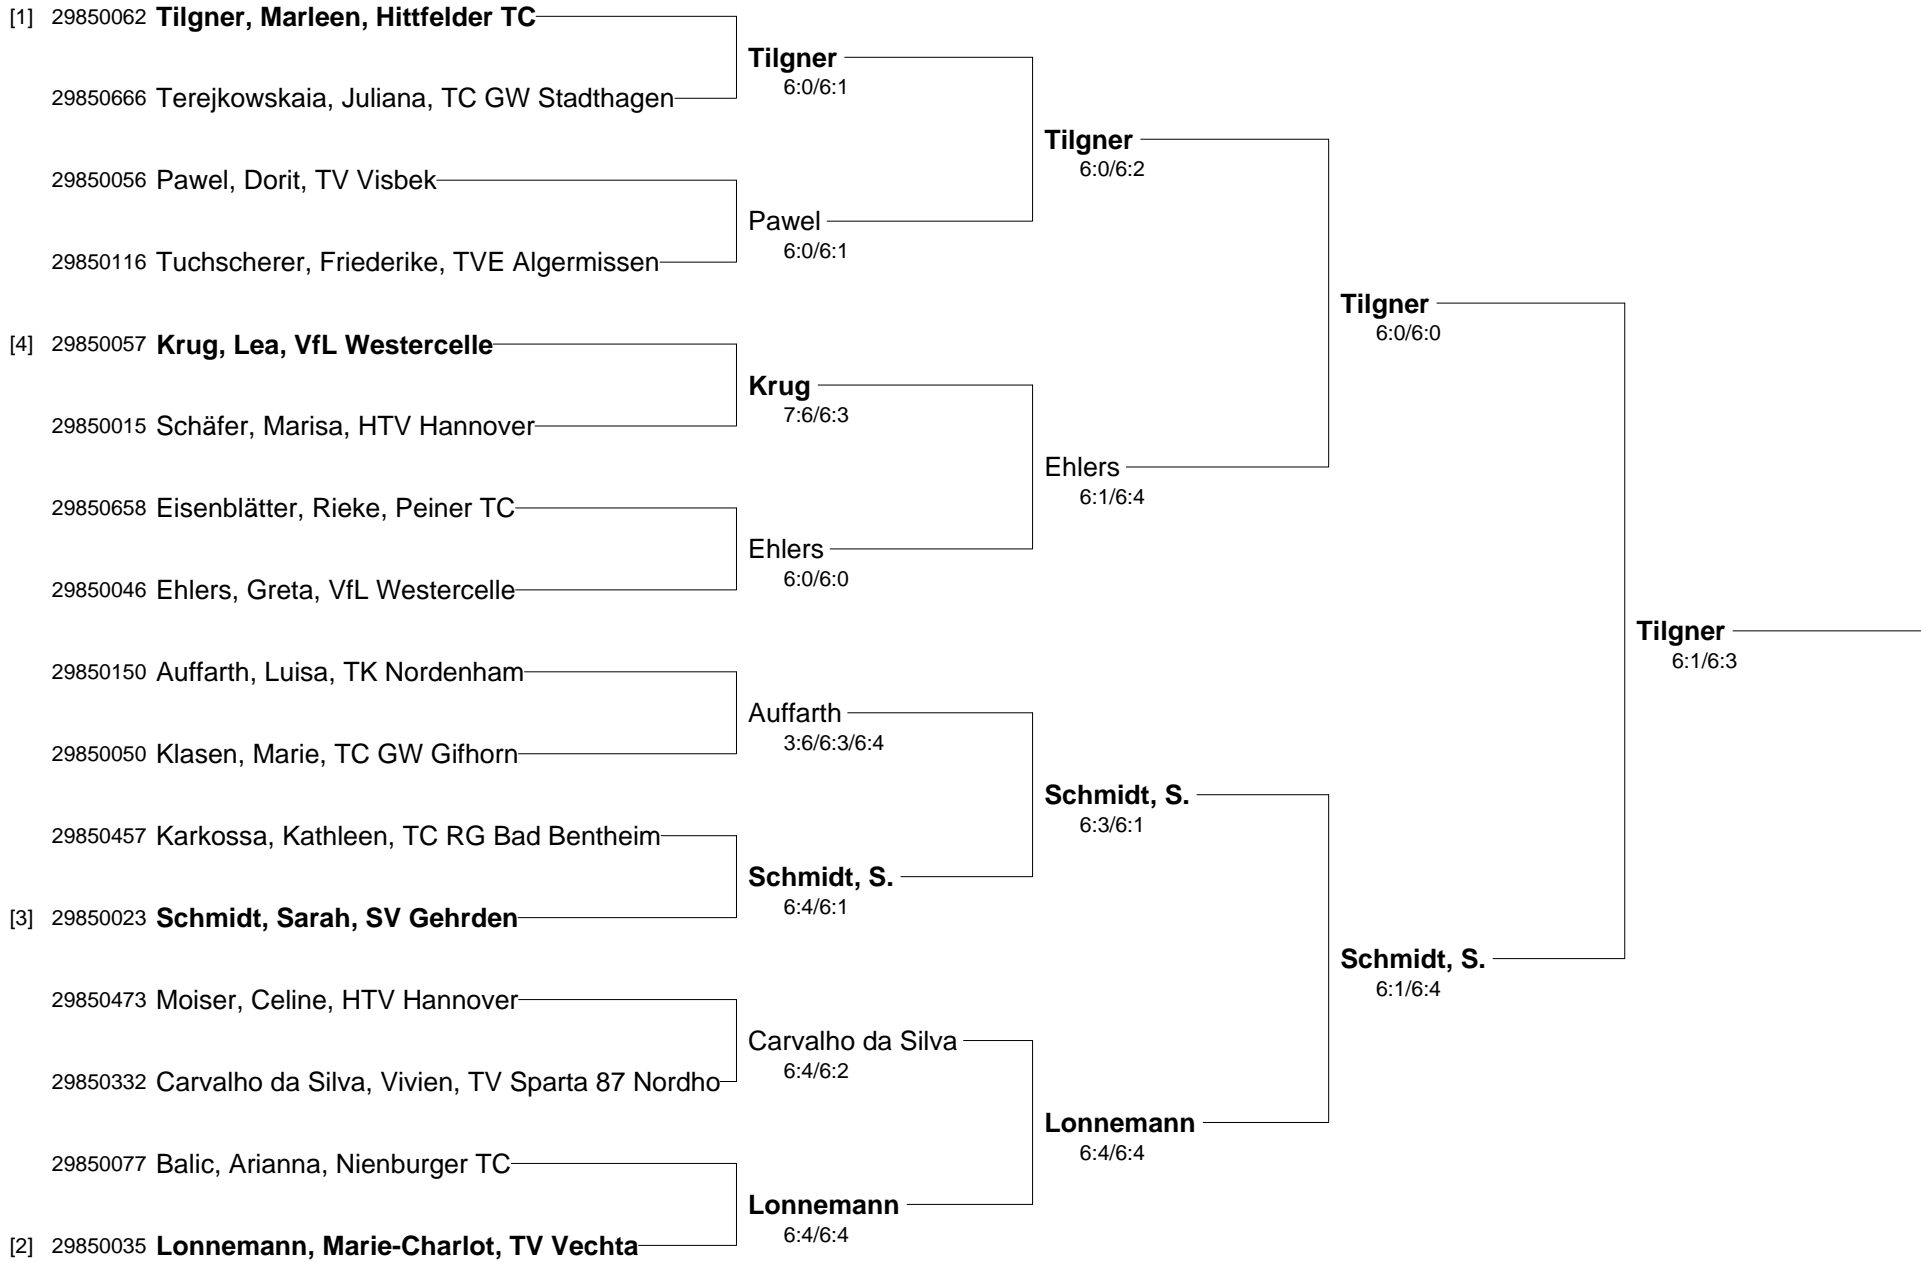 [1] 29850062 Tilgner, Marleen, Hittfelder TC
Tilgner
6:0/6:1
29850666 Terejkowskaia, Juliana, TC GW Stadthagen
Tilgner
6:0/6:2
29850056 Pawel, Dorit, TV Visbek
Pawel
6:0/6:1
29850116 Tuchscherer, Friederike, TVE Algermissen
Tilgner
6:0/6:0
[4] 29850057 Krug, Lea, VfL Westercelle
Krug
7:6/6:3
29850015 Schäfer, Marisa, HTV Hannover
Ehlers
6:1/6:4
29850658 Eisenblätter, Rieke, Peiner TC
Ehlers
6:0/6:0
29850046 Ehlers, Greta, VfL Westercelle
Tilgner
6:1/6:3
29850150 Auffarth, Luisa, TK Nordenham
Auffarth
3:6/6:3/6:4
29850050 Klasen, Marie, TC GW Gifhorn
Schmidt, S.
6:3/6:1
29850457 Karkossa, Kathleen, TC RG Bad Bentheim
Schmidt, S.
6:4/6:1
[3] 29850023 Schmidt, Sarah, SV Gehrden
Schmidt, S.
6:1/6:4
29850473 Moiser, Celine, HTV Hannover
Carvalho da Silva
6:4/6:2
29850332 Carvalho da Silva, Vivien, TV Sparta 87 Nordho
Lonnemann
6:4/6:4
29850077 Balic, Arianna, Nienburger TC
Lonnemann
6:4/6:4
[2] 29850035 Lonnemann, Marie-Charlot, TV Vechta